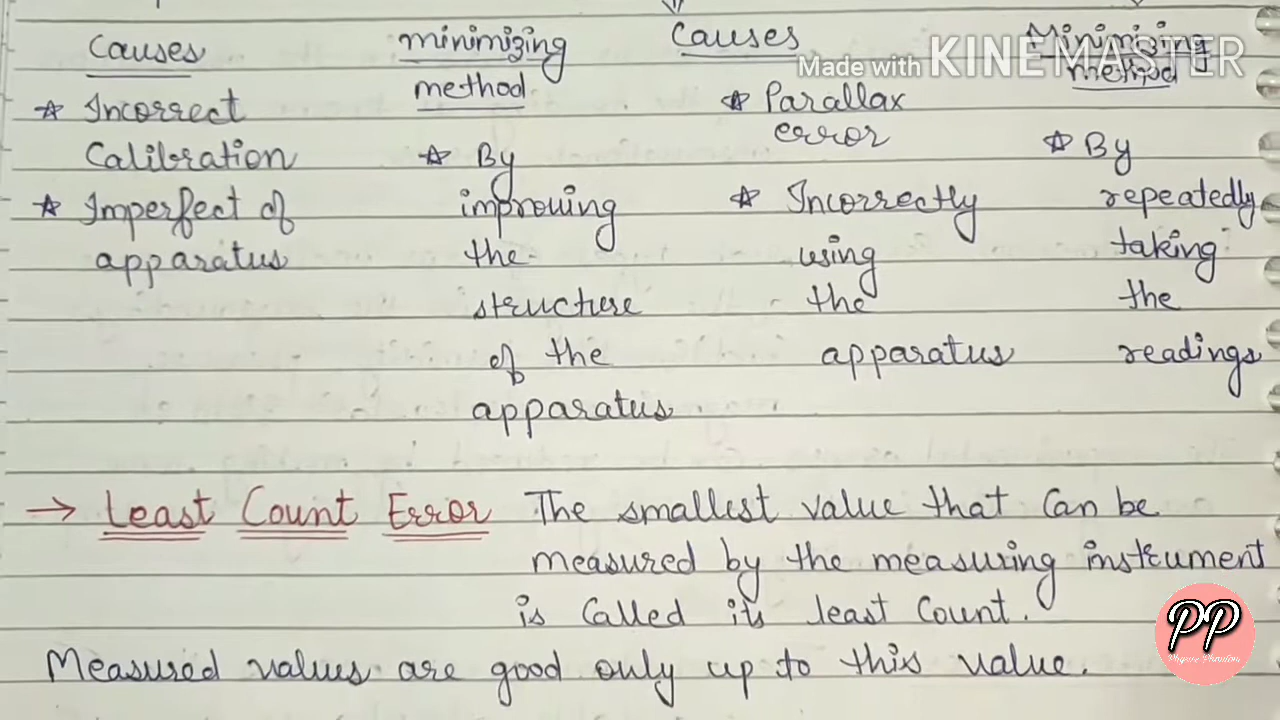 Causes minimizing method Causes Minimizing method
Made with KINEMASTER
☆ Incorrect
Calibration
☆ Imperfect of
apparatus
☆ By
improving
the
structure
of the
apparatus
☆ Parallax
error
☆ Incorrectly
using
the
apparatus
☆ By
repeatedly
taking
the
readings
→ Least Count Error The smallest value that can be
measured by the measuring instrument
is called its least count.
Measured values are good only up to this value.
PP